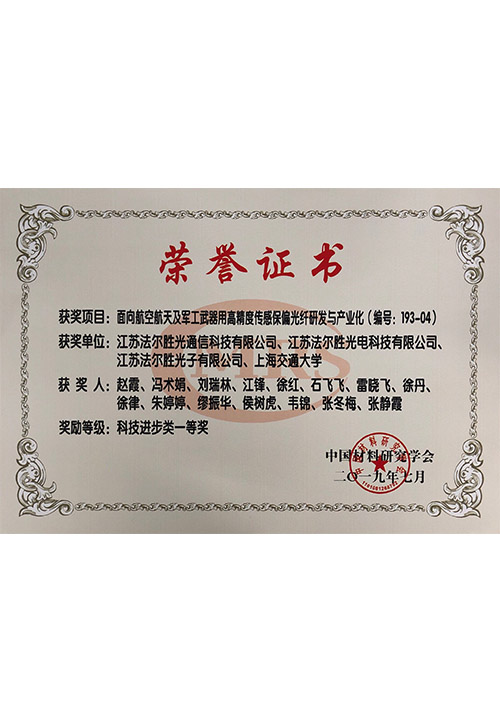 荣誉证书
获奖项目：面向航空航天及军工武器用高精度传感保偏光纤研发与产业化（编号：193-04）
获奖单位：江苏法尔胜光通信科技有限公司、江苏法尔胜光电科技有限公司、
江苏法尔胜光子有限公司、上海交通大学
获 奖 人：赵霞、冯术娟、刘瑞林、江锋、徐红、石飞飞、雷晓飞、徐丹、
徐律、朱婷婷、缪振华、侯树虎、韦锦、张冬梅、张静霞
奖励等级：科技进步类一等奖
中国材料研究学会
二〇一九年七月